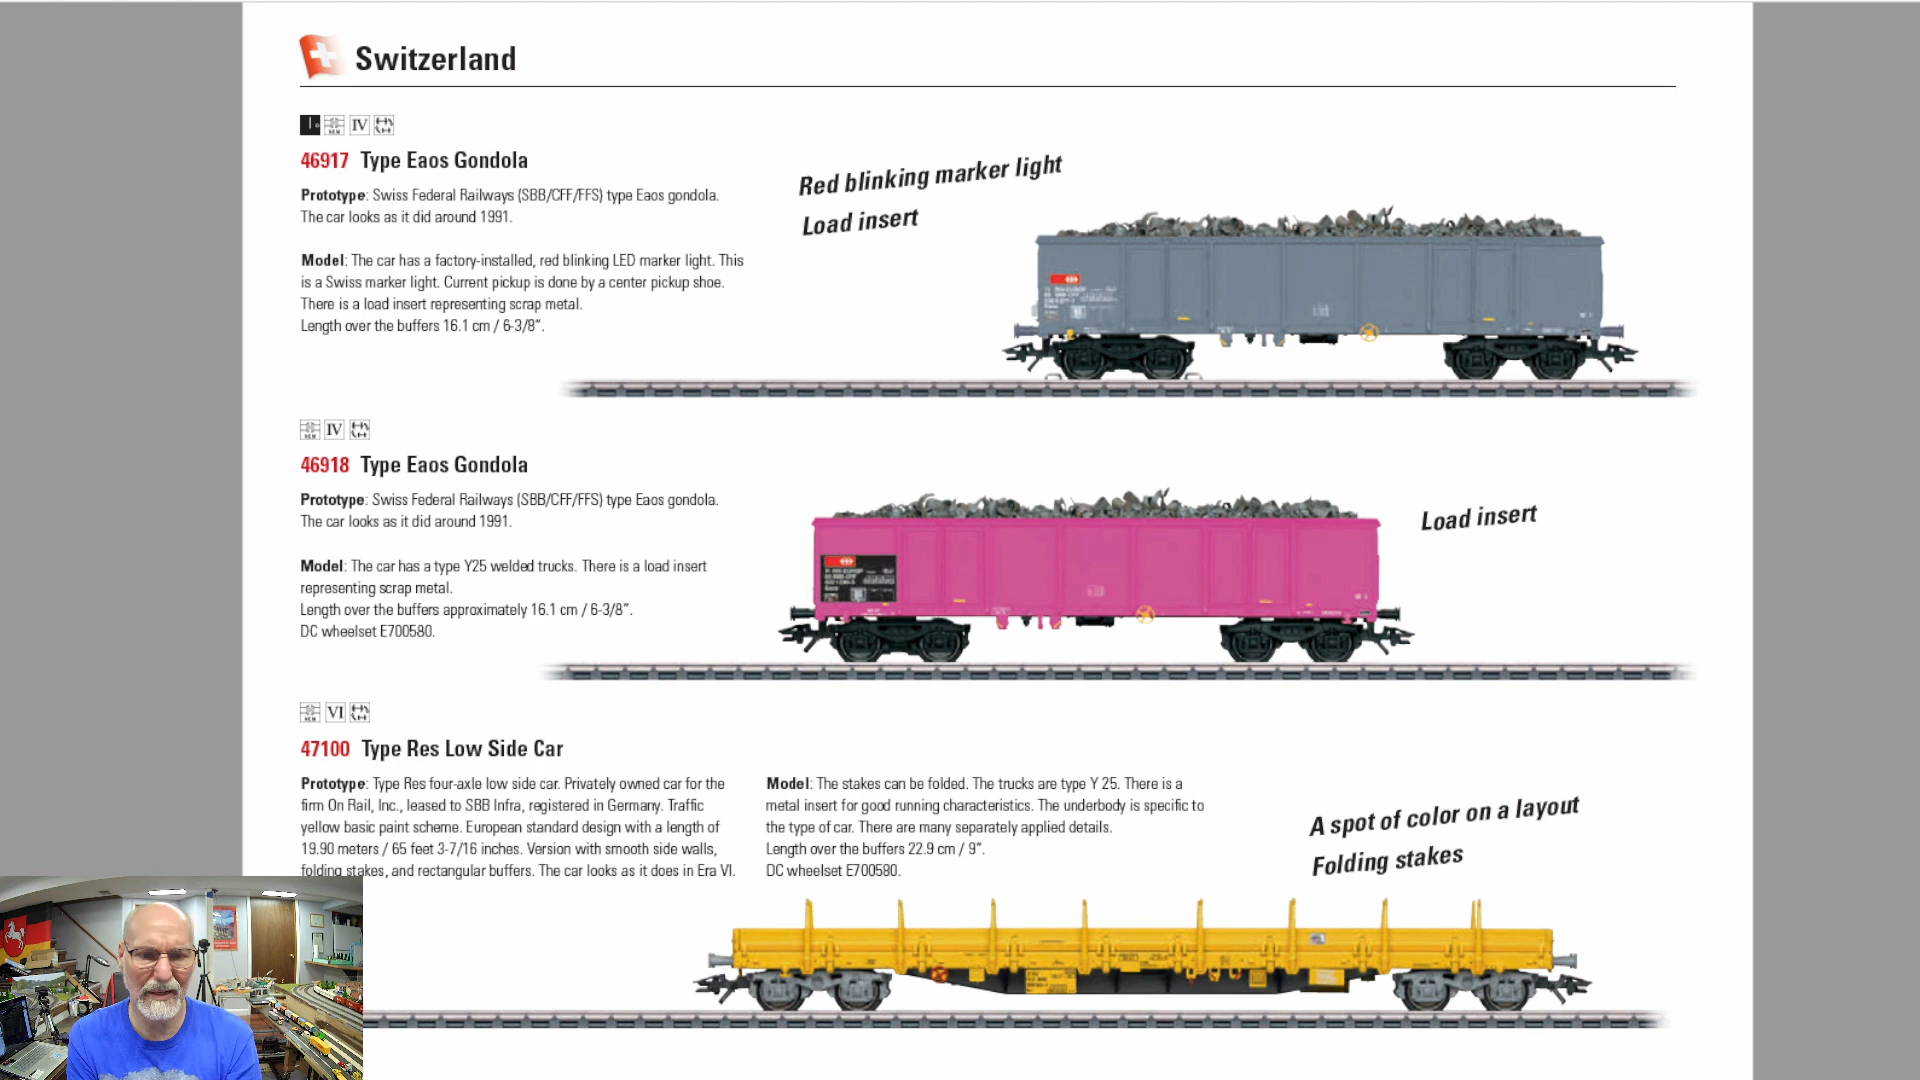 Switzerland
IV
46917 Type Eaos Gondola
Prototype: Swiss Federal Railways (SBB/CFF/FFS) type Eaos gondola.
The car looks as it did around 1991.
Model: The car has a factory-installed, red blinking LED marker light. This
is a Swiss marker light. Current pickup is done by a center pickup shoe.
There is a load insert representing scrap metal.
Length over the buffers 16.1 cm / 6-3/8”.
Red blinking marker light
Load insert
IV
46918 Type Eaos Gondola
Prototype: Swiss Federal Railways (SBB/CFF/FFS) type Eaos gondola.
The car looks as it did around 1991.
Model: The car has a type Y25 welded trucks. There is a load insert
representing scrap metal.
Length over the buffers approximately 16.1 cm / 6-3/8”.
DC wheelset E700580.
Load insert
VI
47100 Type Res Low Side Car
Prototype: Type Res four-axle low side car. Privately owned car for the
firm On Rail, Inc., leased to SBB Infra, registered in Germany. Traffic
yellow basic paint scheme. European standard design with a length of
19.90 meters / 65 feet 3-7/16 inches. Version with smooth side walls,
folding stakes, and rectangular buffers. The car looks as it does in Era VI.
Model: The stakes can be folded. The trucks are type Y 25. There is a
metal insert for good running characteristics. The underbody is specific to
the type of car. There are many separately applied details.
Length over the buffers 22.9 cm / 9”.
DC wheelset E700580.
A spot of color on a layout
Folding stakes